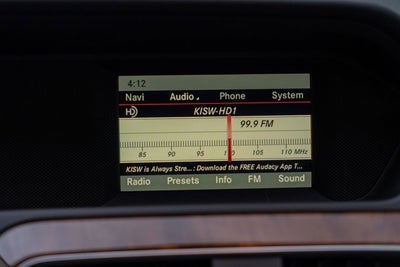 4:12
Navi Audio Phone System
HD KISW-HD1
99.9 FM
85 90 95 100 105 110 MHz
KISW is Always Stre...: Download the FREE Audacy App T...
Radio Presets Info FM Sound